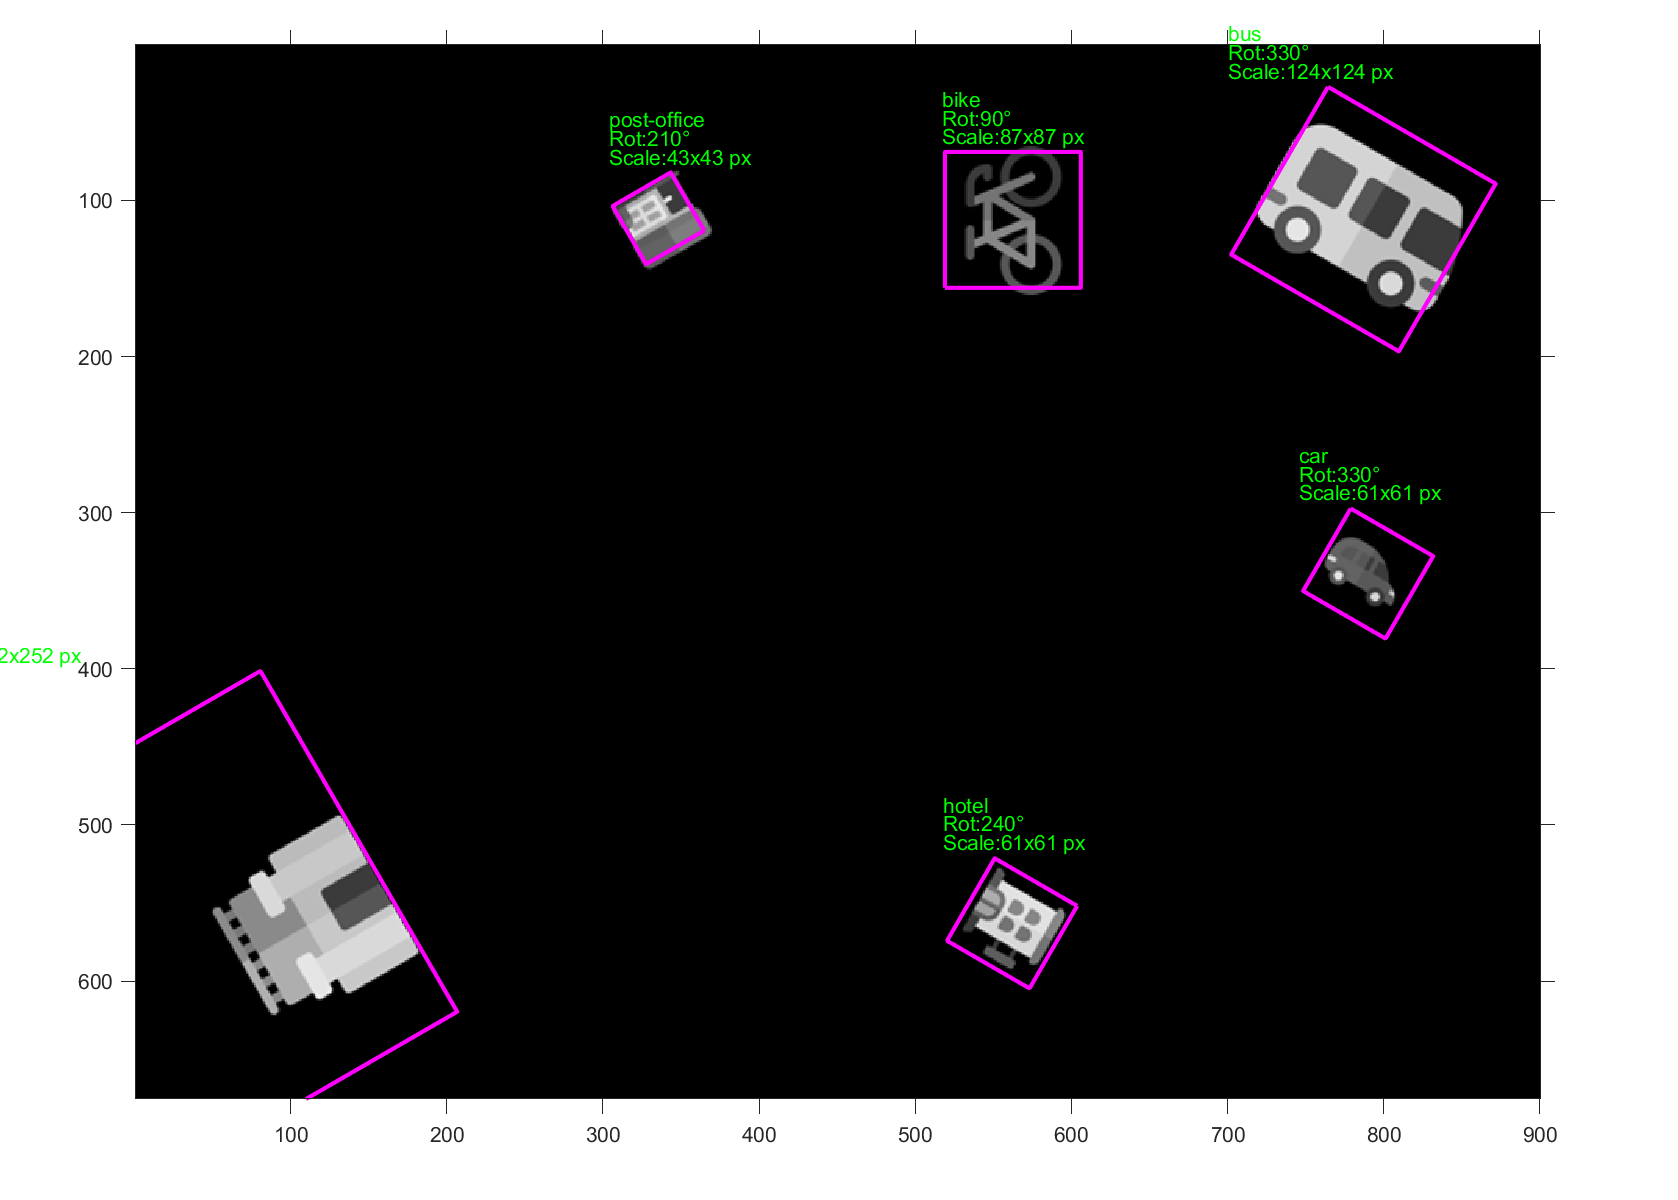 bus
Rot:330°
Scale:124x124 px
bike
Rot:90°
Scale:87x87 px
post-office
Rot:210°
Scale:43x43 px
100
200
car
Rot:330°
Scale:61x61 px
300
2x252 px
400
hotel
Rot:240°
Scale:61x61 px
500
600
100
200
300
400
500
600
700
800
900